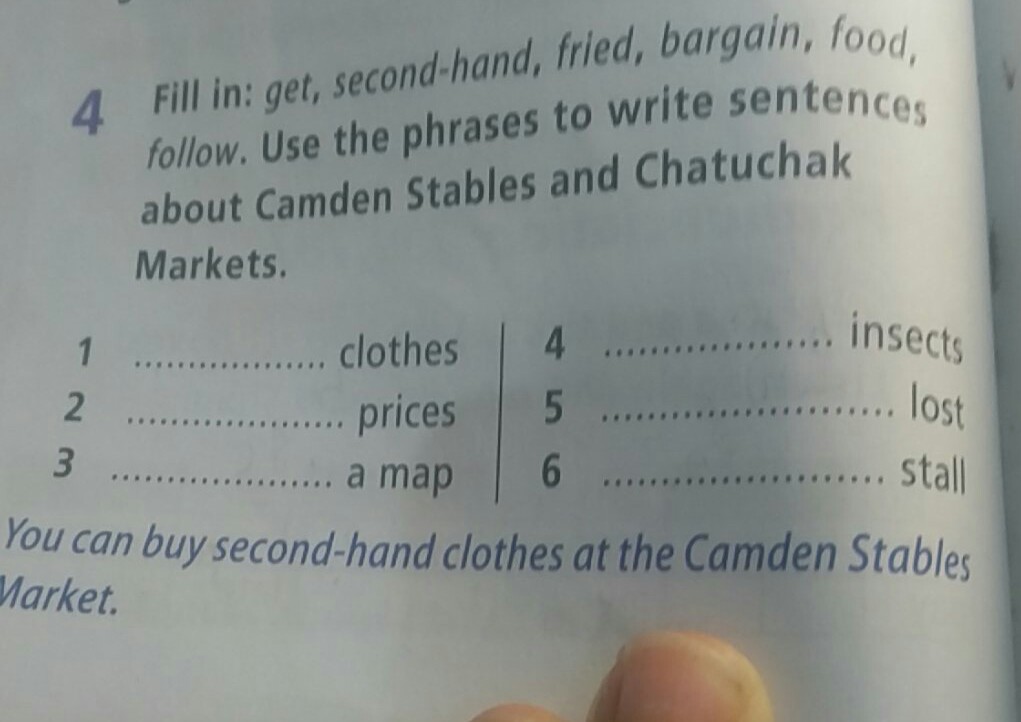 4 Fill in: get, second-hand, fried, bargain, food,
follow. Use the phrases to write sentences
about Camden Stables and Chatuchak
Markets.
1 .................. clothes
2 .................... prices
3 .................... a map
4 ..................... insects
5 ........................... lost
6 .......................... stall
You can buy second-hand clothes at the Camden Stables
Market.